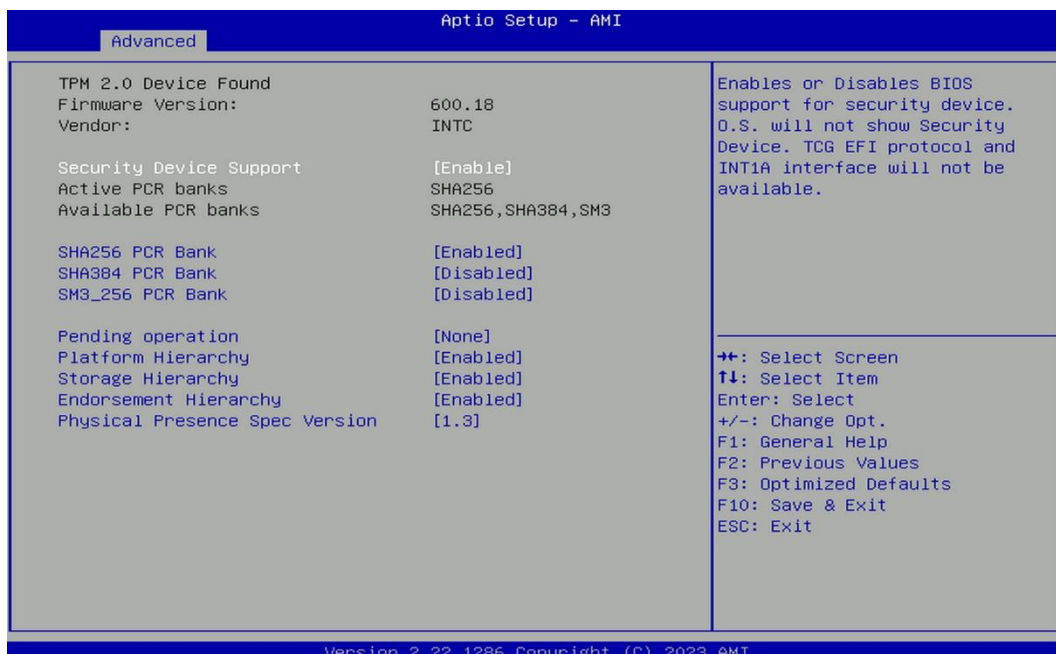 Aptio Setup – AMI
Advanced
TPM 2.0 Device Found
Firmware Version: 600.18
Vendor: INTC
Security Device Support [Enable]
Active PCR banks SHA256
Available PCR banks SHA256,SHA384,SM3
SHA256 PCR Bank [Enabled]
SHA384 PCR Bank [Disabled]
SM3_256 PCR Bank [Disabled]
Pending operation [None]
Platform Hierarchy [Enabled]
Storage Hierarchy [Enabled]
Endorsement Hierarchy [Enabled]
Physical Presence Spec Version [1.3]
Enables or Disables BIOS
support for security device.
O.S. will not show Security
Device. TCG EFI protocol and
INT1A interface will not be
available.
→←: Select Screen
↑↓: Select Item
Enter: Select
+/-: Change Opt.
F1: General Help
F2: Previous Values
F3: Optimized Defaults
F10: Save & Exit
ESC: Exit
Version 2.22.1286 Copyright (C) 2023 AMI